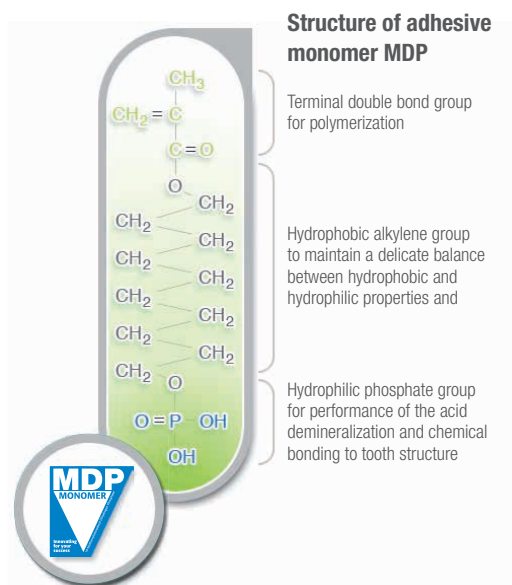 Structure of adhesive
monomer MDP
CH3
CH2 = C
C = O
O
CH2
CH2
CH2
CH2
CH2
CH2
CH2
CH2
CH2
CH2
O
O = P - OH
OH
Terminal double bond group
for polymerization
Hydrophobic alkylene group
to maintain a delicate balance
between hydrophobic and
hydrophilic properties and
Hydrophilic phosphate group
for performance of the acid
demineralization and chemical
bonding to tooth structure
MDP
MONOMER
Innovating
for your
success